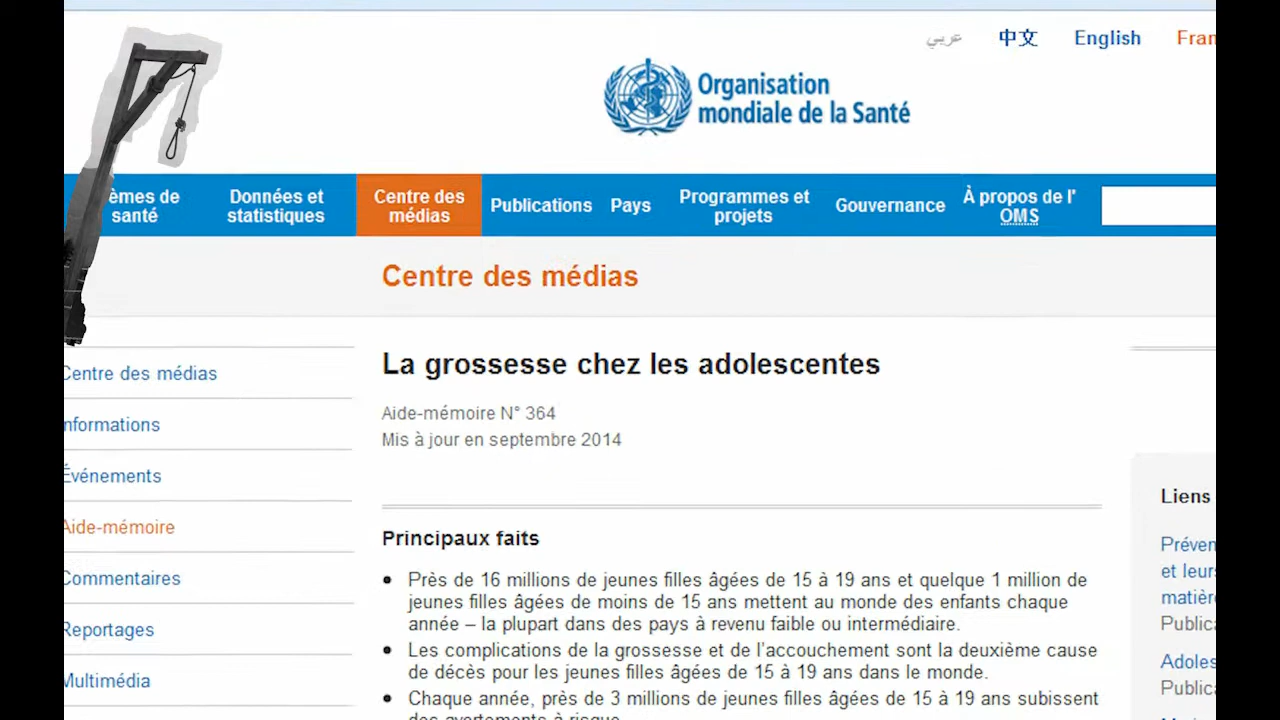 عربي
中文
English
Fran
Organisation
mondiale de la Santé
èmes de
santé
Données et
statistiques
Centre des
médias
Publications
Pays
Programmes et
projets
Gouvernance
À propos de l'
OMS
Centre des médias
Centre des médias
nformations
Événements
Aide-mémoire
Commentaires
Reportages
Multimédia
La grossesse chez les adolescentes
Aide-mémoire N° 364
Mis à jour en septembre 2014
Principaux faits
• Près de 16 millions de jeunes filles âgées de 15 à 19 ans et quelque 1 million de
jeunes filles âgées de moins de 15 ans mettent au monde des enfants chaque
année – la plupart dans des pays à revenu faible ou intermédiaire.
• Les complications de la grossesse et de l'accouchement sont la deuxième cause
de décès pour les jeunes filles âgées de 15 à 19 ans dans le monde.
• Chaque année, près de 3 millions de jeunes filles âgées de 15 à 19 ans subissent
des avortements à risque.
Liens
Préven
et leurs
matière
Publica
Adoles
Publica